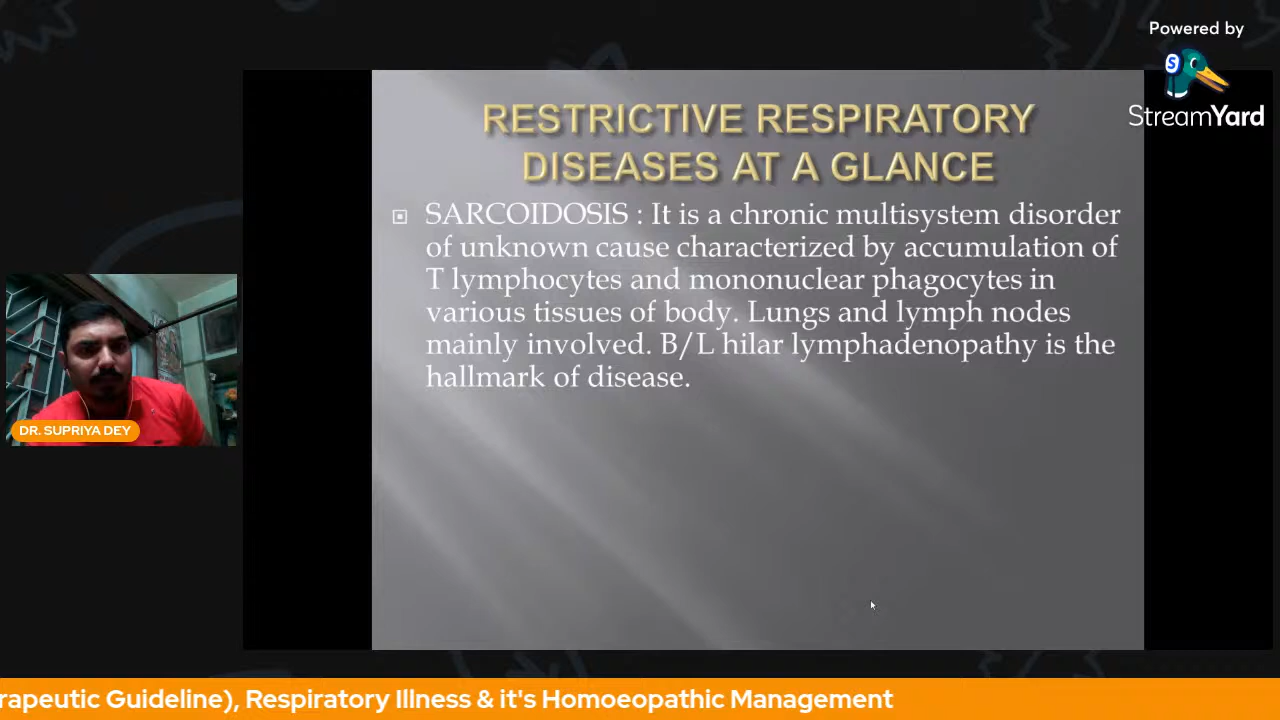 Powered by
StreamYard
RESTRICTIVE RESPIRATORY
DISEASES AT A GLANCE
SARCOIDOSIS : It is a chronic multisystem disorder
of unknown cause characterized by accumulation of
T lymphocytes and mononuclear phagocytes in
various tissues of body. Lungs and lymph nodes
mainly involved. B/L hilar lymphadenopathy is the
hallmark of disease.
DR. SUPRIYA DEY
rapeutic Guideline), Respiratory Illness & it's Homoeopathic Management